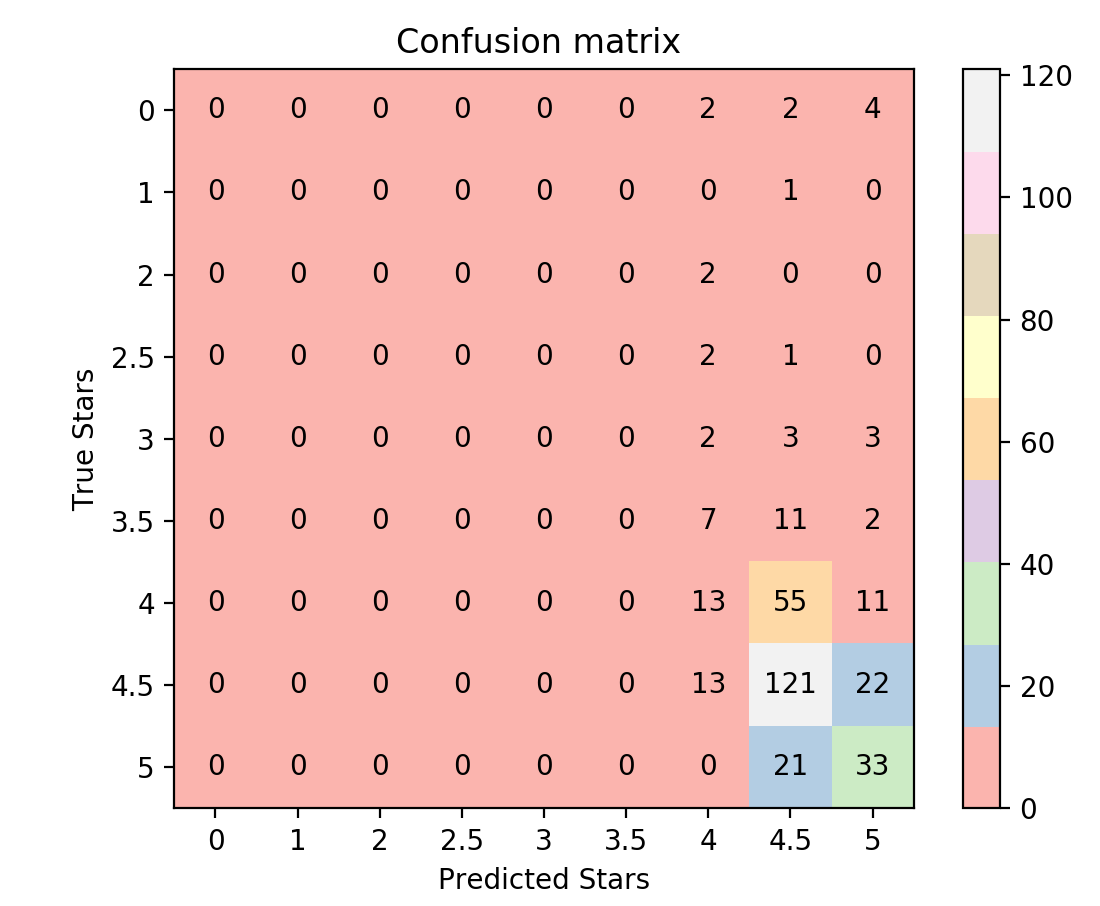 Confusion matrix
0 0 0 0 0 0 0 2 2 4
1 0 0 0 0 0 0 0 1 0
2 0 0 0 0 0 0 2 0 0
2.5 0 0 0 0 0 0 2 1 0
3 0 0 0 0 0 0 2 3 3
3.5 0 0 0 0 0 0 7 11 2
4 0 0 0 0 0 0 13 55 11
4.5 0 0 0 0 0 0 13 121 22
5 0 0 0 0 0 0 0 21 33
0 1 2 2.5 3 3.5 4 4.5 5
Predicted Stars
True Stars
120
100
80
60
40
20
0